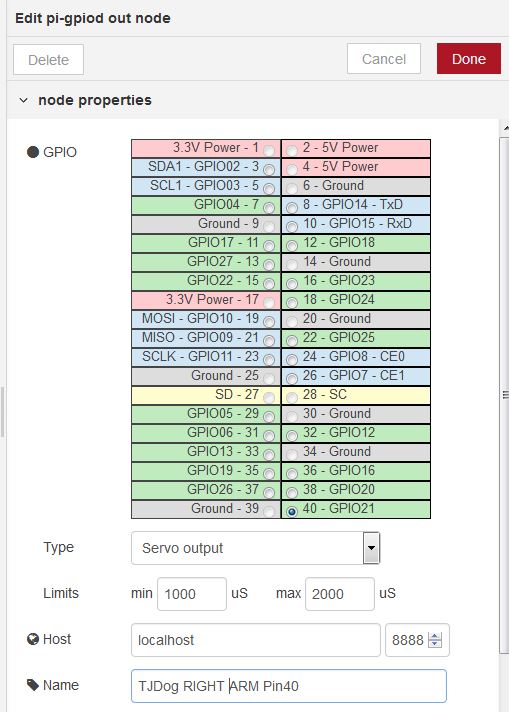 Edit pi-gpiod out node
Delete Cancel Done
node properties
GPIO
3.3V Power - 1 2 - 5V Power
SDA1 - GPIO02 - 3 4 - 5V Power
SCL1 - GPIO03 - 5 6 - Ground
GPIO04 - 7 8 - GPIO14 - TxD
Ground - 9 10 - GPIO15 - RxD
GPIO17 - 11 12 - GPIO18
GPIO27 - 13 14 - Ground
GPIO22 - 15 16 - GPIO23
3.3V Power - 17 18 - GPIO24
MOSI - GPIO10 - 19 20 - Ground
MISO - GPIO09 - 21 22 - GPIO25
SCLK - GPIO11 - 23 24 - GPIO8 - CE0
Ground - 25 26 - GPIO7 - CE1
SD - 27 28 - SC
GPIO05 - 29 30 - Ground
GPIO06 - 31 32 - GPIO12
GPIO13 - 33 34 - Ground
GPIO19 - 35 36 - GPIO16
GPIO26 - 37 38 - GPIO20
Ground - 39 40 - GPIO21
Type Servo output
Limits min 1000 uS max 2000 uS
Host localhost 8888
Name TJDog RIGHT ARM Pin40